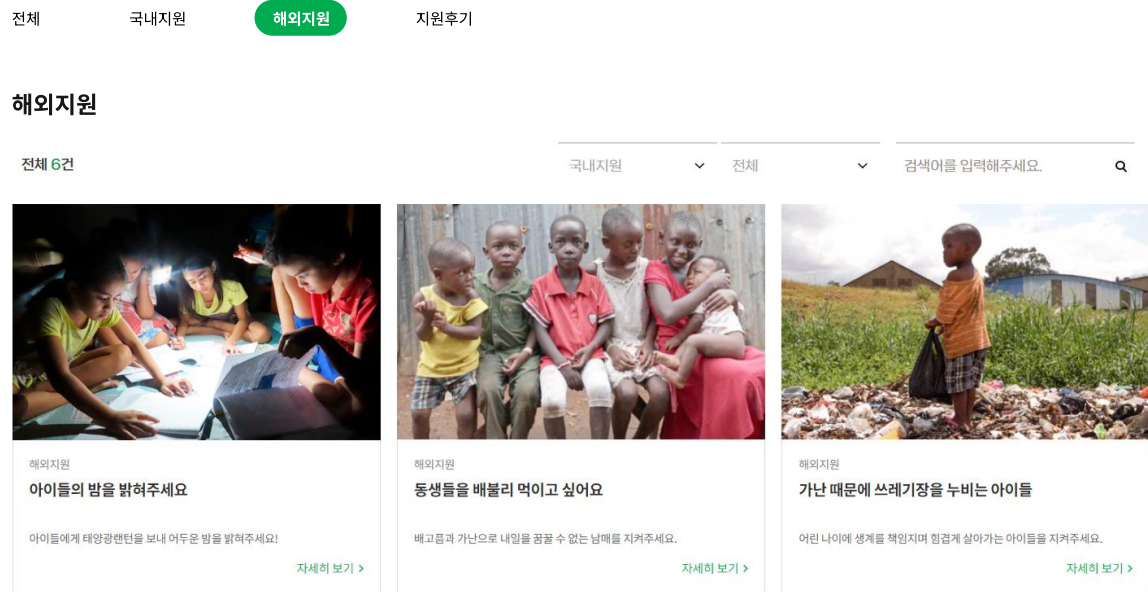 전체 국내지원 해외지원 지원후기
해외지원
전체 6건 국내지원 전체 검색어를 입력해주세요.
해외지원
아이들의 밤을 밝혀주세요
아이들에게 태양광랜턴을 보내 어두운 밤을 밝혀주세요!
자세히 보기 >
해외지원
동생들을 배불리 먹이고 싶어요
배고픔과 가난으로 내일을 꿈꿀 수 없는 남매를 지켜주세요.
자세히 보기 >
해외지원
가난 때문에 쓰레기장을 누비는 아이들
어린 나이에 생계를 책임지며 힘겹게 살아가는 아이들을 지켜주세요.
자세히 보기 >